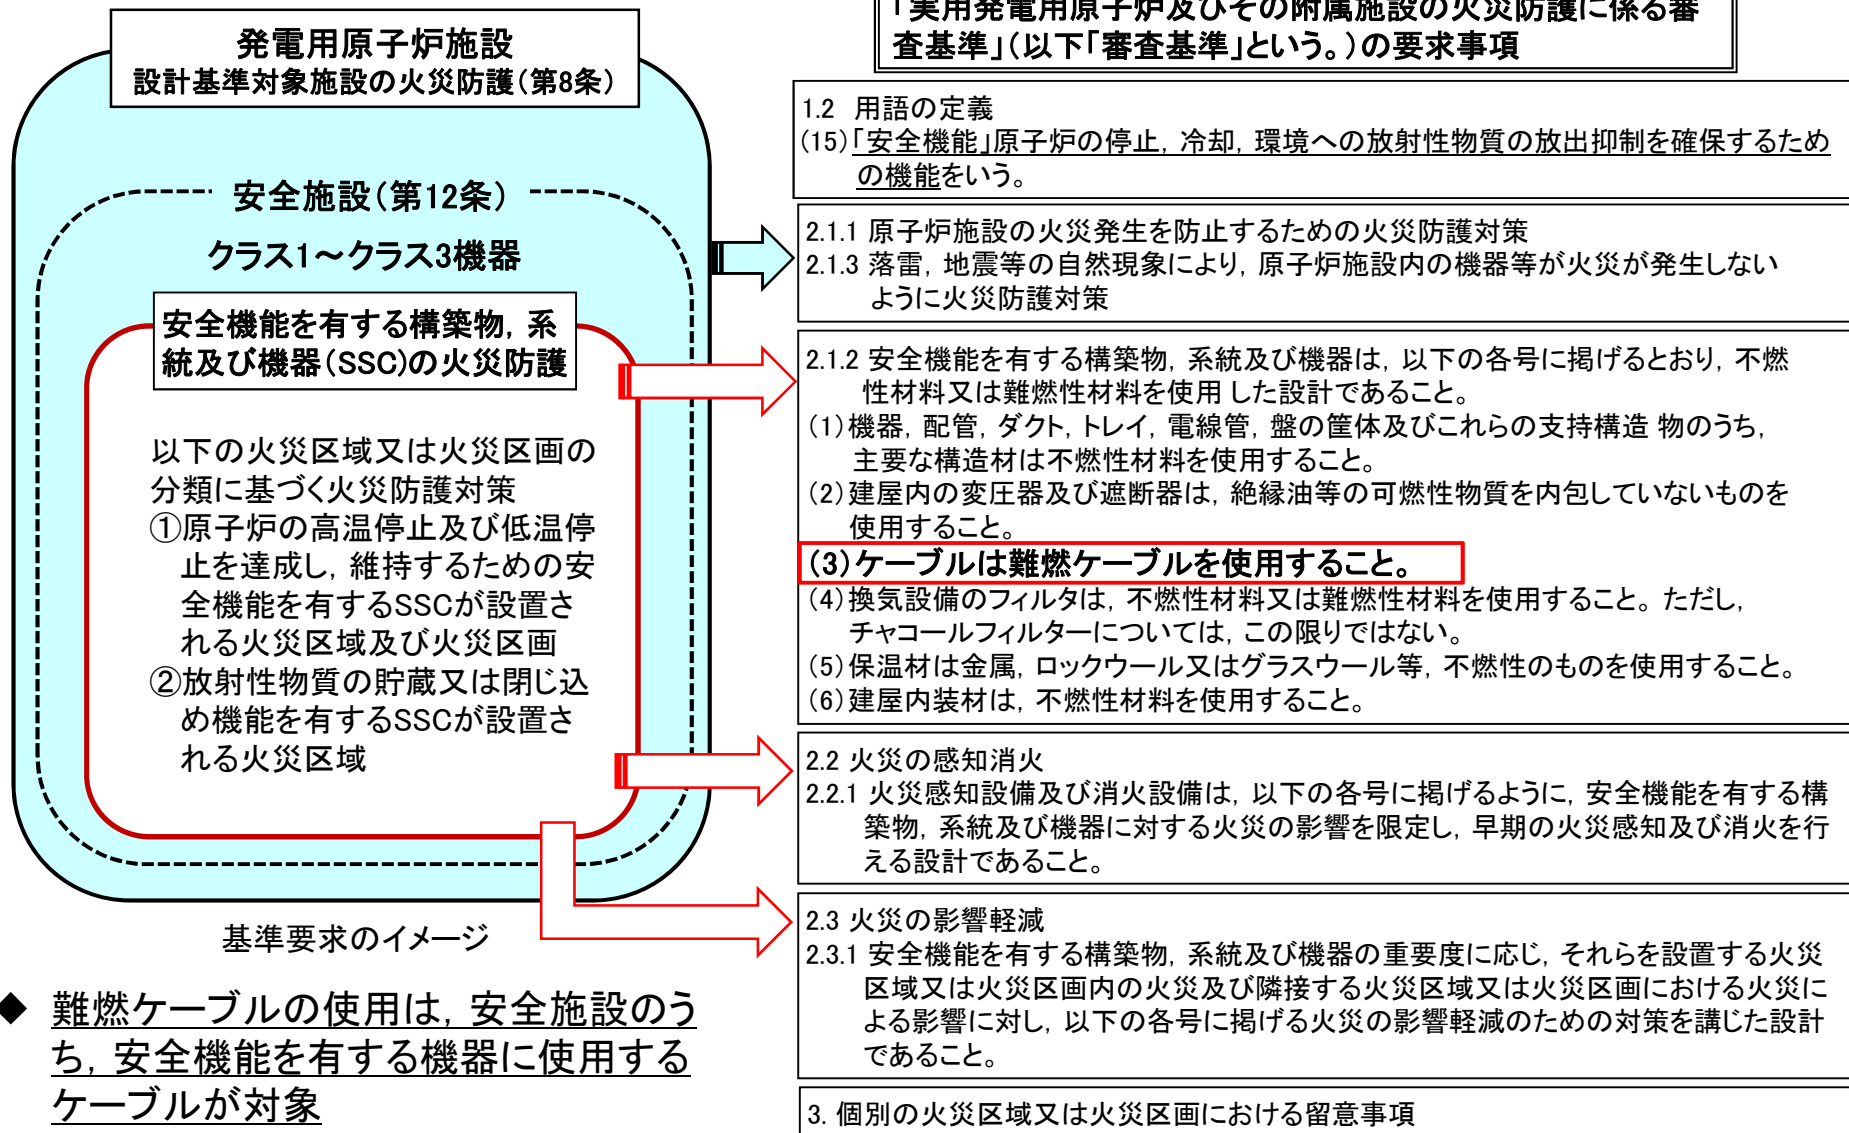 発電用原子炉施設
設計基準対象施設の火災防護(第8条)
安全施設(第12条)
クラス1～クラス3機器
安全機能を有する構築物，系
統及び機器(SSC)の火災防護
以下の火災区域又は火災区画の
分類に基づく火災防護対策
①原子炉の高温停止及び低温停
止を達成し，維持するための安
全機能を有するSSCが設置さ
れる火災区域及び火災区画
②放射性物質の貯蔵又は閉じ込
め機能を有するSSCが設置さ
れる火災区域
基準要求のイメージ
◆ 難燃ケーブルの使用は，安全施設のう
ち，安全機能を有する機器に使用する
ケーブルが対象
「実用発電用原子炉及びその附属施設の火災防護に係る審
査基準」(以下「審査基準」という。)の要求事項
1.2 用語の定義
(15)「安全機能」原子炉の停止，冷却，環境への放射性物質の放出抑制を確保するため
の機能をいう。
2.1.1 原子炉施設の火災発生を防止するための火災防護対策
2.1.3 落雷，地震等の自然現象により，原子炉施設内の機器等が火災が発生しない
ように火災防護対策
2.1.2 安全機能を有する構築物，系統及び機器は，以下の各号に掲げるとおり，不燃
性材料又は難燃性材料を使用 した設計であること。
(1)機器，配管，ダクト，トレイ，電線管，盤の筐体及びこれらの支持構造 物のうち，
主要な構造材は不燃性材料を使用すること。
(2)建屋内の変圧器及び遮断器は，絶縁油等の可燃性物質を内包していないものを
使用すること。
(3)ケーブルは難燃ケーブルを使用すること。
(4)換気設備のフィルタは，不燃性材料又は難燃性材料を使用すること。ただし，
チャコールフィルターについては，この限りではない。
(5)保温材は金属，ロックウール又はグラスウール等，不燃性のものを使用すること。
(6)建屋内装材は，不燃性材料を使用すること。
2.2 火災の感知消火
2.2.1 火災感知設備及び消火設備は，以下の各号に掲げるように，安全機能を有する構
築物，系統及び機器に対する火災の影響を限定し，早期の火災感知及び消火を行
える設計であること。
2.3 火災の影響軽減
2.3.1 安全機能を有する構築物，系統及び機器の重要度に応じ，それらを設置する火災
区域又は火災区画内の火災及び隣接する火災区域又は火災区画における火災に
よる影響に対し，以下の各号に掲げる火災の影響軽減のための対策を講じた設計
であること。
3. 個別の火災区域又は火災区画における留意事項